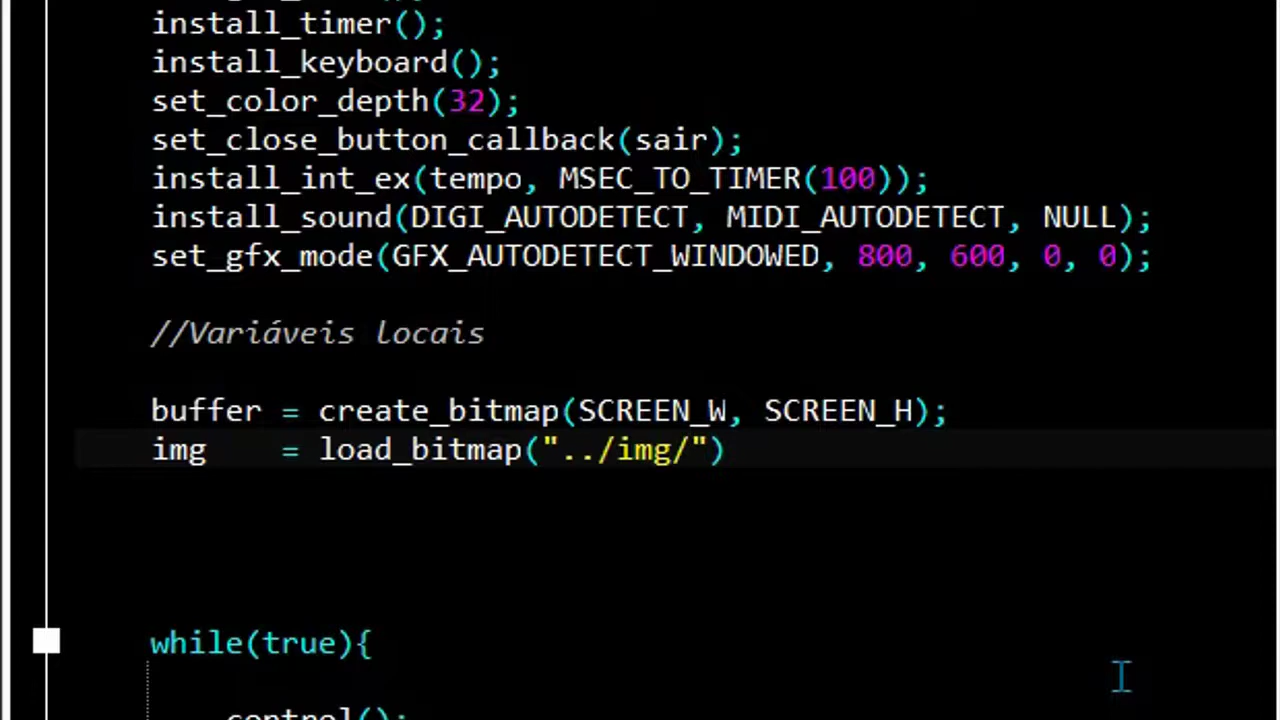 install_timer();
install_keyboard();
set_color_depth(32);
set_close_button_callback(sair);
install_int_ex(tempo, MSEC_TO_TIMER(100));
install_sound(DIGI_AUTODETECT, MIDI_AUTODETECT, NULL);
set_gfx_mode(GFX_AUTODETECT_WINDOWED, 800, 600, 0, 0);
//Variáveis locais
buffer = create_bitmap(SCREEN_W, SCREEN_H);
img    = load_bitmap("../img/")
while(true){
control();